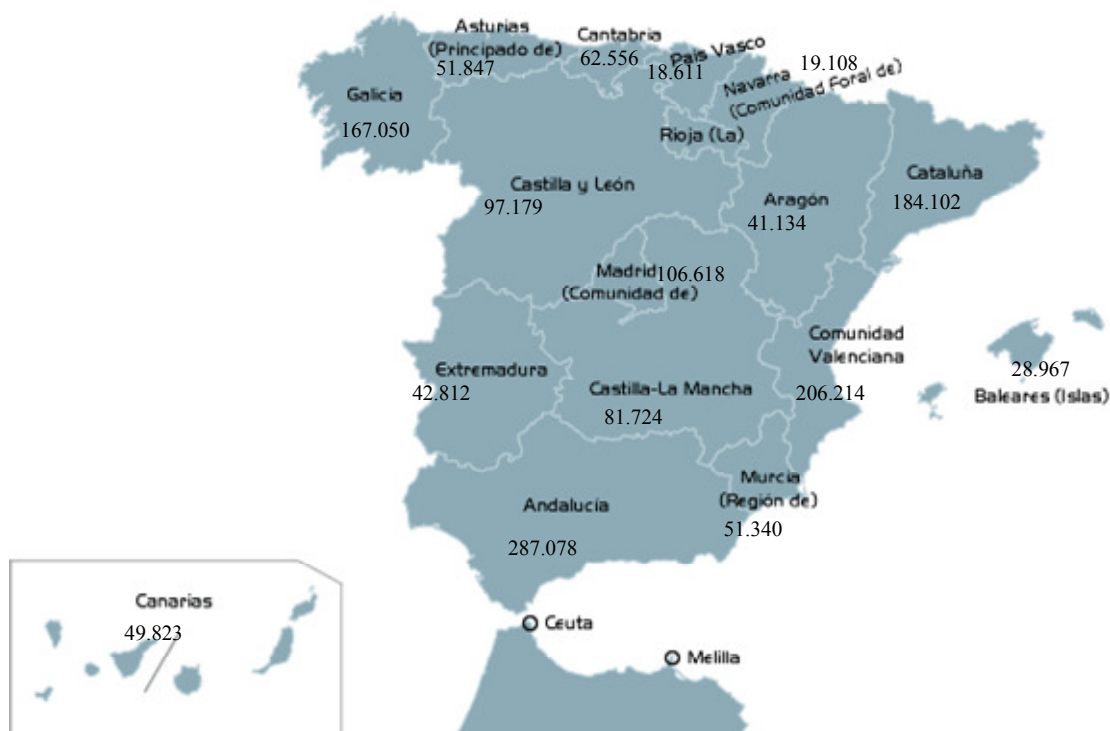 Asturias
(Principado de)
51.847
Cantabria
62.556
País Vasco
18.611
19.108
Navarra
(Comunidad Foral de)
Galicia
167.050
Rioja (La)
Castilla y León
97.179
Aragón
41.134
Cataluña
184.102
Madrid
(Comunidad de)
106.618
Comunidad
Valenciana
206.214
28.967
Baleares (Islas)
Extremadura
42.812
Castilla-La Mancha
81.724
Murcia
(Región de)
51.340
Andalucía
287.078
Canarias
49.823
Ceuta
Melilla